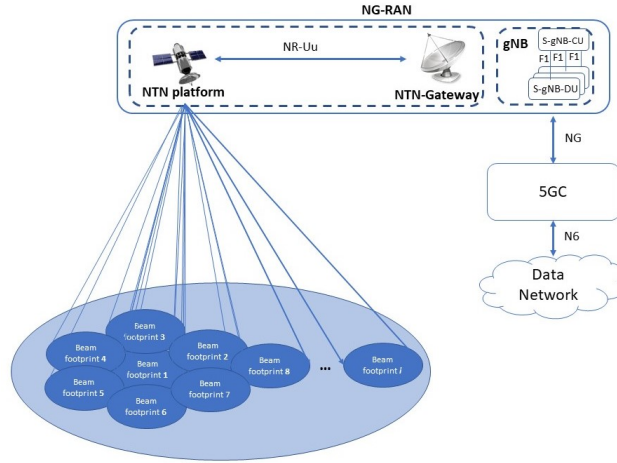 NG-RAN
NR-Uu
NTN platform
NTN-Gateway
gNB
S-gNB-CU
F1 F1 F1
S-gNB-DU
NG
5GC
N6
Data
Network
Beam
footprint 3
Beam
footprint 4
Beam
footprint 2
Beam
footprint 1
Beam
footprint 8
...
Beam
footprint i
Beam
footprint 5
Beam
footprint 7
Beam
footprint 6